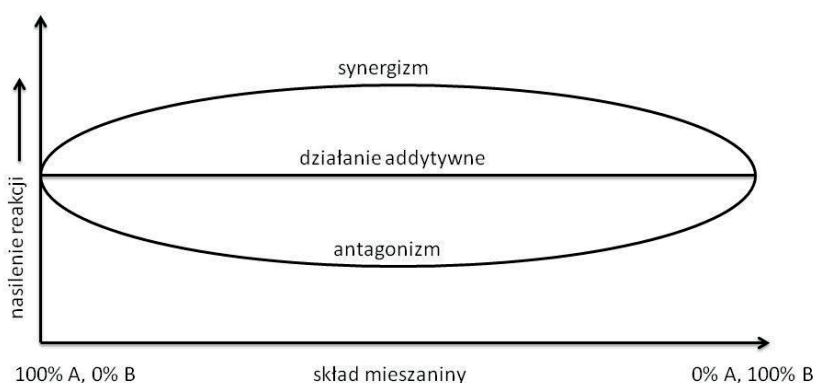 synergizm
działanie addytywne
antagonizm
nasilenie reakcji
100% A, 0% B
skład mieszaniny
0% A, 100% B